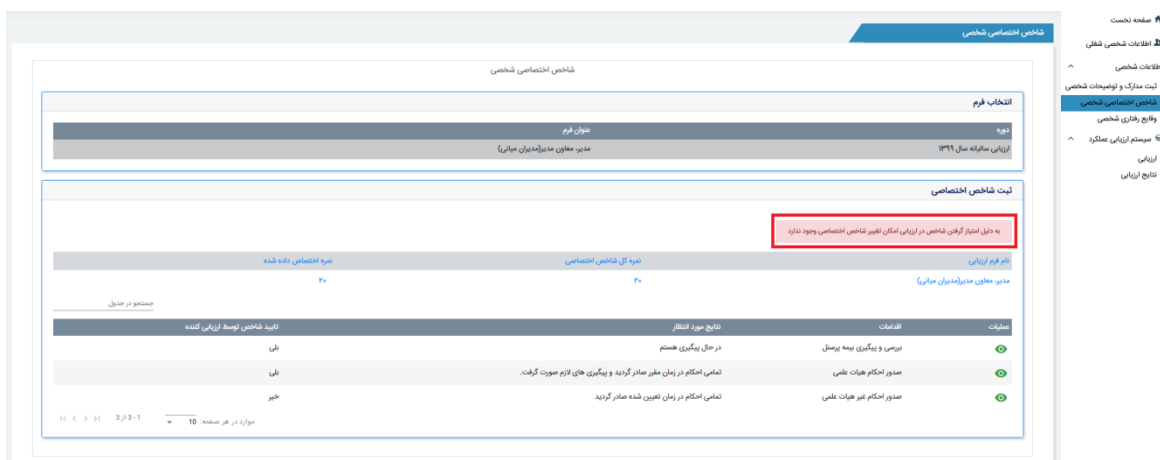 صفحه نخست
اطلاعات شخصی شغلی
طلاعات شخصی
ثبت مدارک و توضیحات شخصی
شاخص اختصاصی شخصی
وقایع رفتاری شخصی
سیستم ارزیابی عملکرد
ارزیابی
نتایج ارزیابی
شاخص اختصاصی شخصی
شاخص اختصاصی شخصی
انتخاب فرم
دوره عنوان فرم
ارزیابی سالیانه سال ۱۳۹۹ مدیر، معاون مدیر(مدیران میانی)
ثبت شاخص اختصاصی
به دلیل امتیاز گرفتن شاخص در ارزیابی امکان تغییر شاخص اختصاصی وجود ندارد
نام فرم ارزیابی نمره کل شاخص اختصاصی نمره اختصاص داده شده
مدیر، معاون مدیر(مدیران میانی) ۲۰ ۲۰
جستجو در جدول
عملیات اقدامات نتایج مورد انتظار تایید شاخص توسط ارزیابی کننده
بررسی و پیگیری بیمه پرسنل در حال پیگیری هستم بلی
صدور احکام هیات علمی تمامی احکام در زمان مقرر صادر گردید و پیگیری های لازم صورت گرفت. بلی
صدور احکام غیر هیات علمی تمامی احکام در زمان تعیین شده صادر گردید خیر
موارد در هر صفحه: 10 1-3 از 3